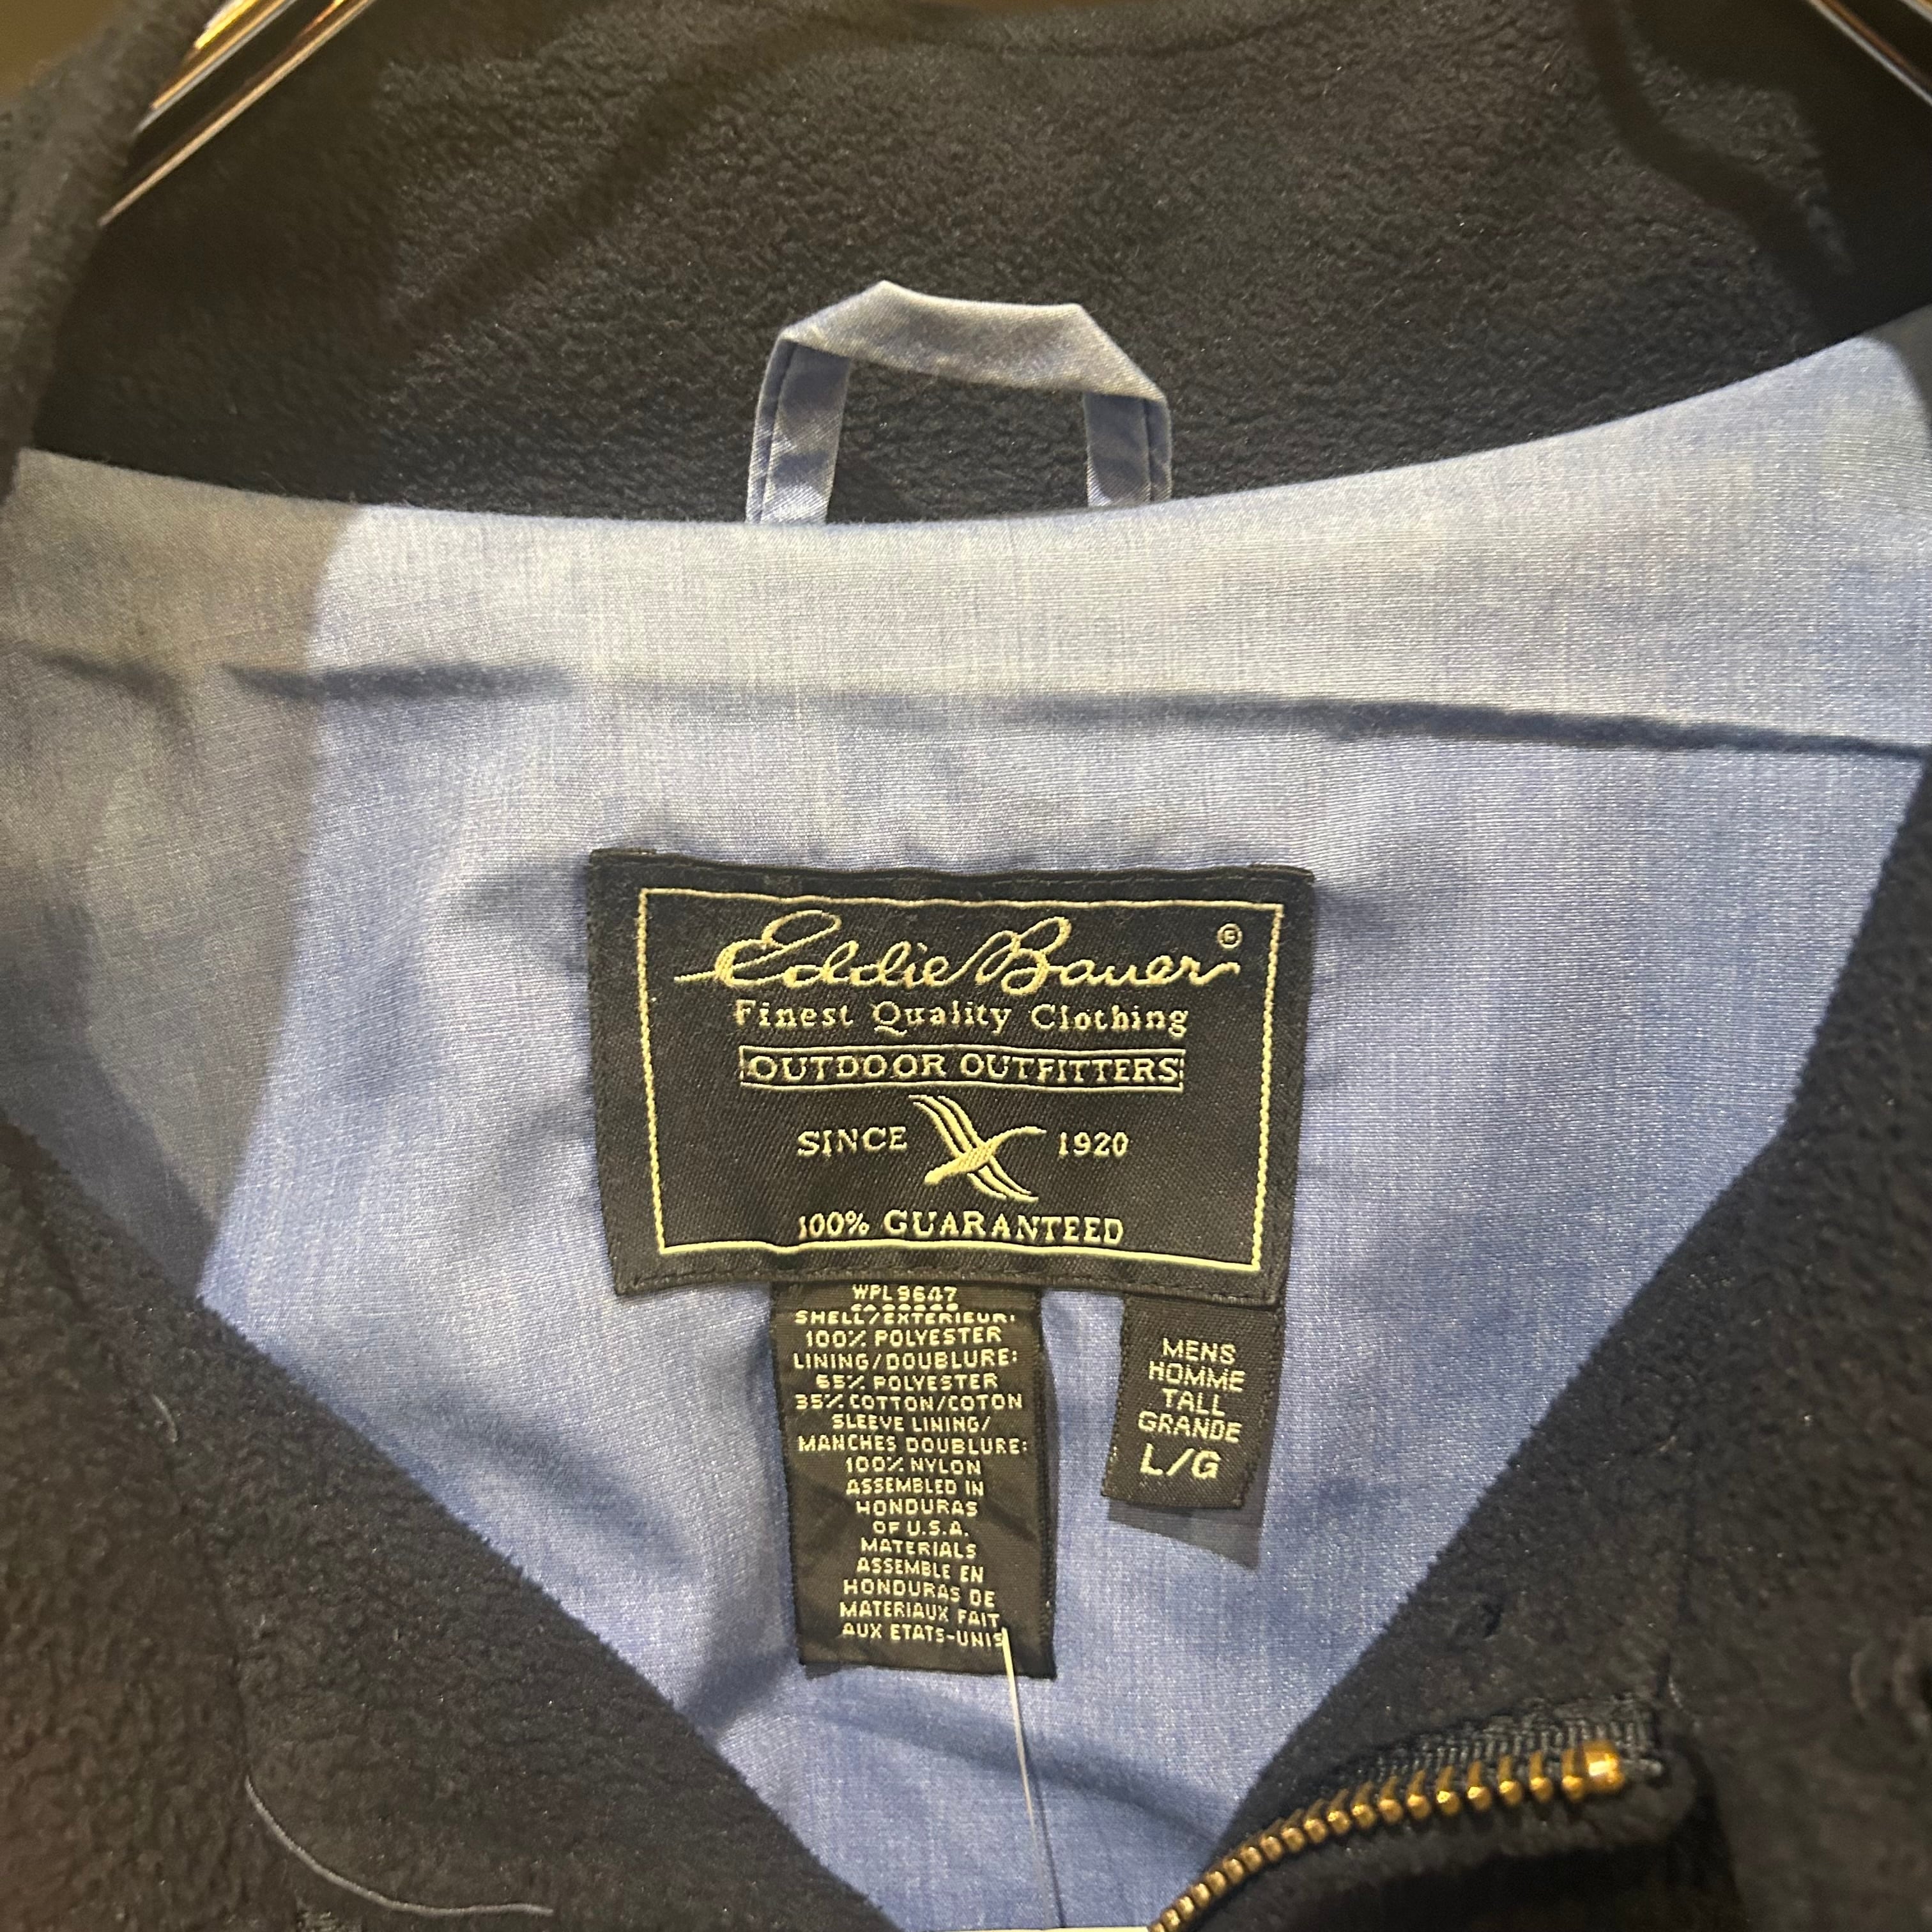 Eddie Bauer®
Finest Quality Clothing
OUTDOOR OUTFITTERS
SINCE 1920
100% GUARANTEED
WPL 9647
SHELL/EXTERIEUR:
100% POLYESTER
LINING/DOUBLURE:
65% POLYESTER
35% COTTON/COTON
SLEEVE LINING/
MANCHES DOUBLURE:
100% NYLON
ASSEMBLED IN
HONDURAS
OF U.S.A.
MATERIALS
ASSEMBLE EN
HONDURAS DE
MATERIAUX FAIT
AUX ETATS-UNIS
MENS
HOMME
TALL
GRANDE
L/G